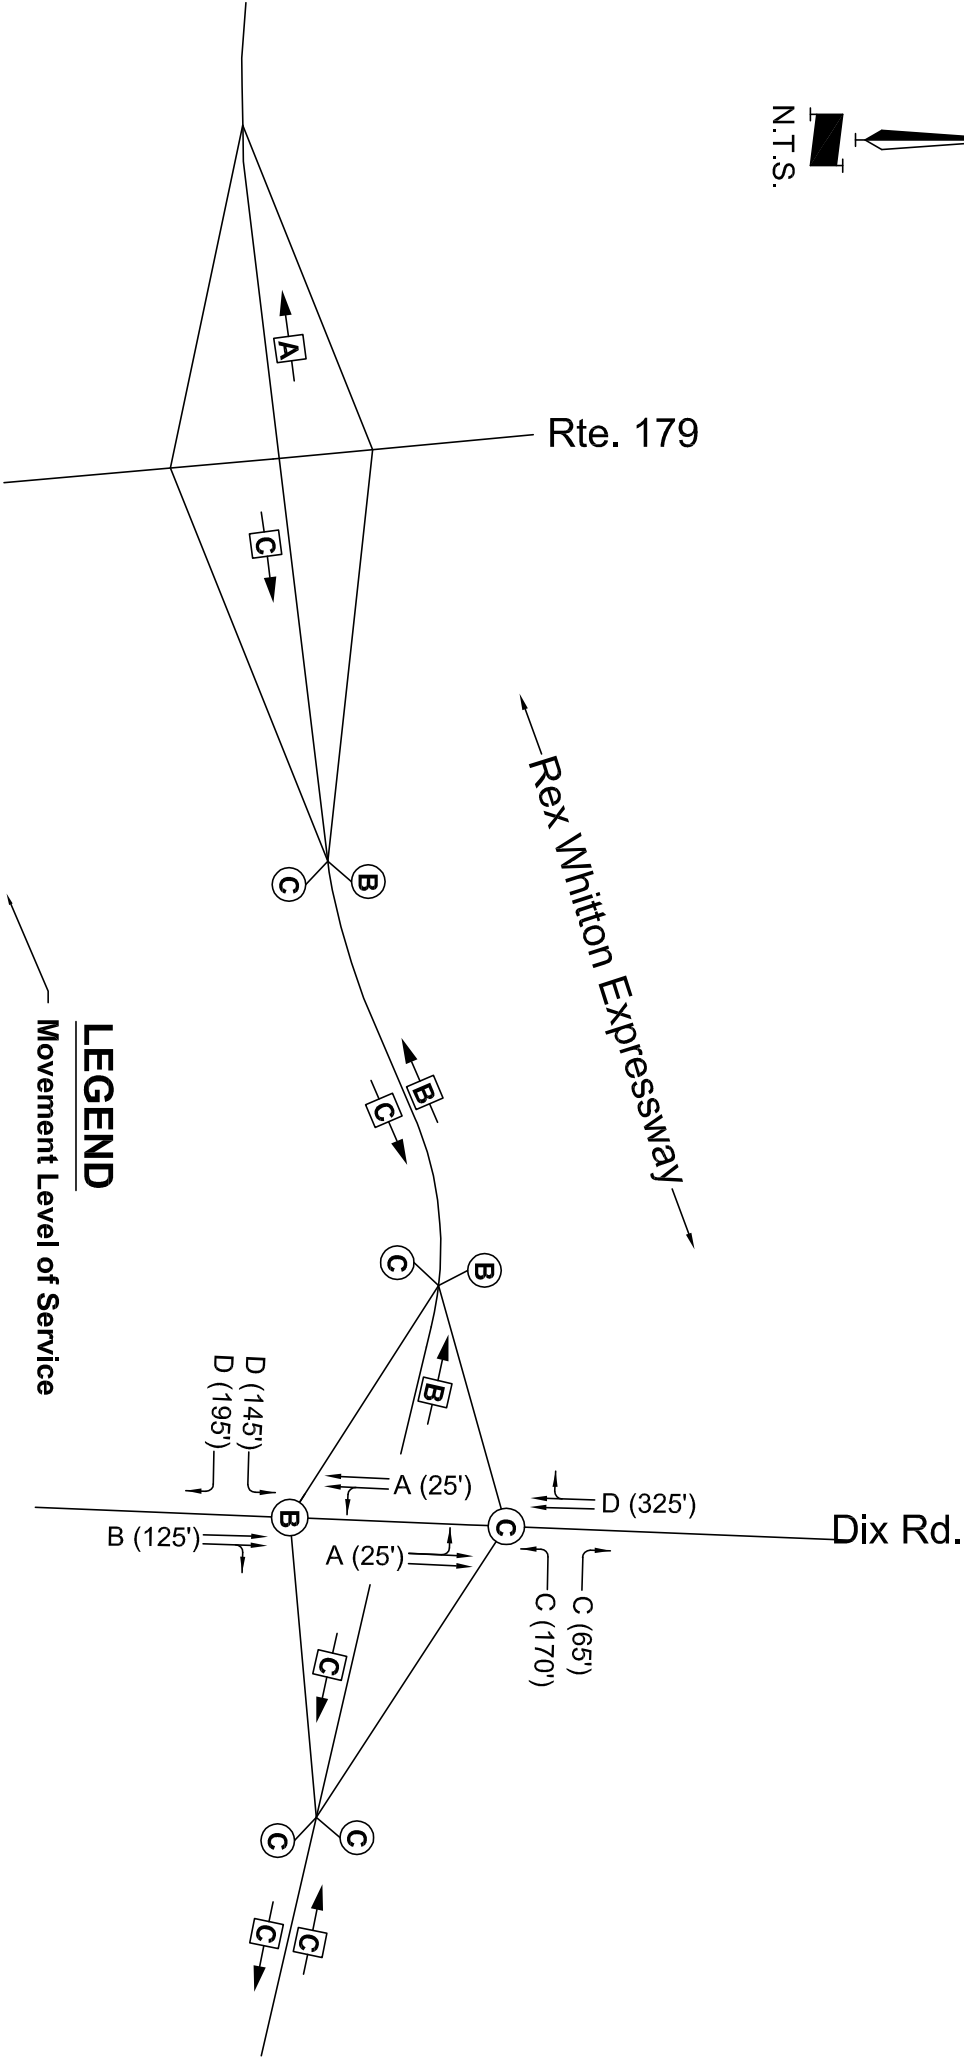 N.T.S.
Rte. 179
A
C
Rex Whitton Expressway
B
C
B
C
LEGEND
Movement Level of Service
B
C
B
D (145')
D (195')
A (25')
D (325')
B
C
Dix Rd.
B (125')
A (25')
C (65')
C (170')
C
C
C
C
C